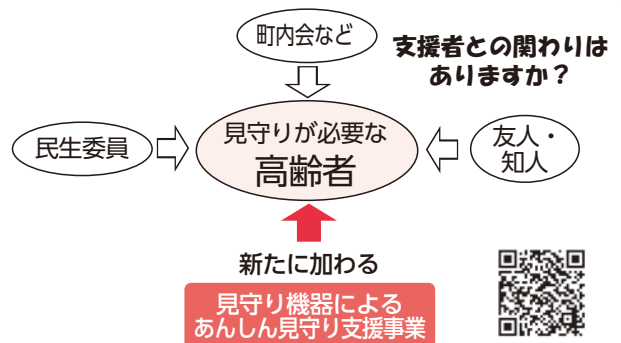 町内会など
支援者との関わりは
ありますか？
民生委員
見守りが必要な
高齢者
友人・
知人
新たに加わる
見守り機器による
あんしん見守り支援事業